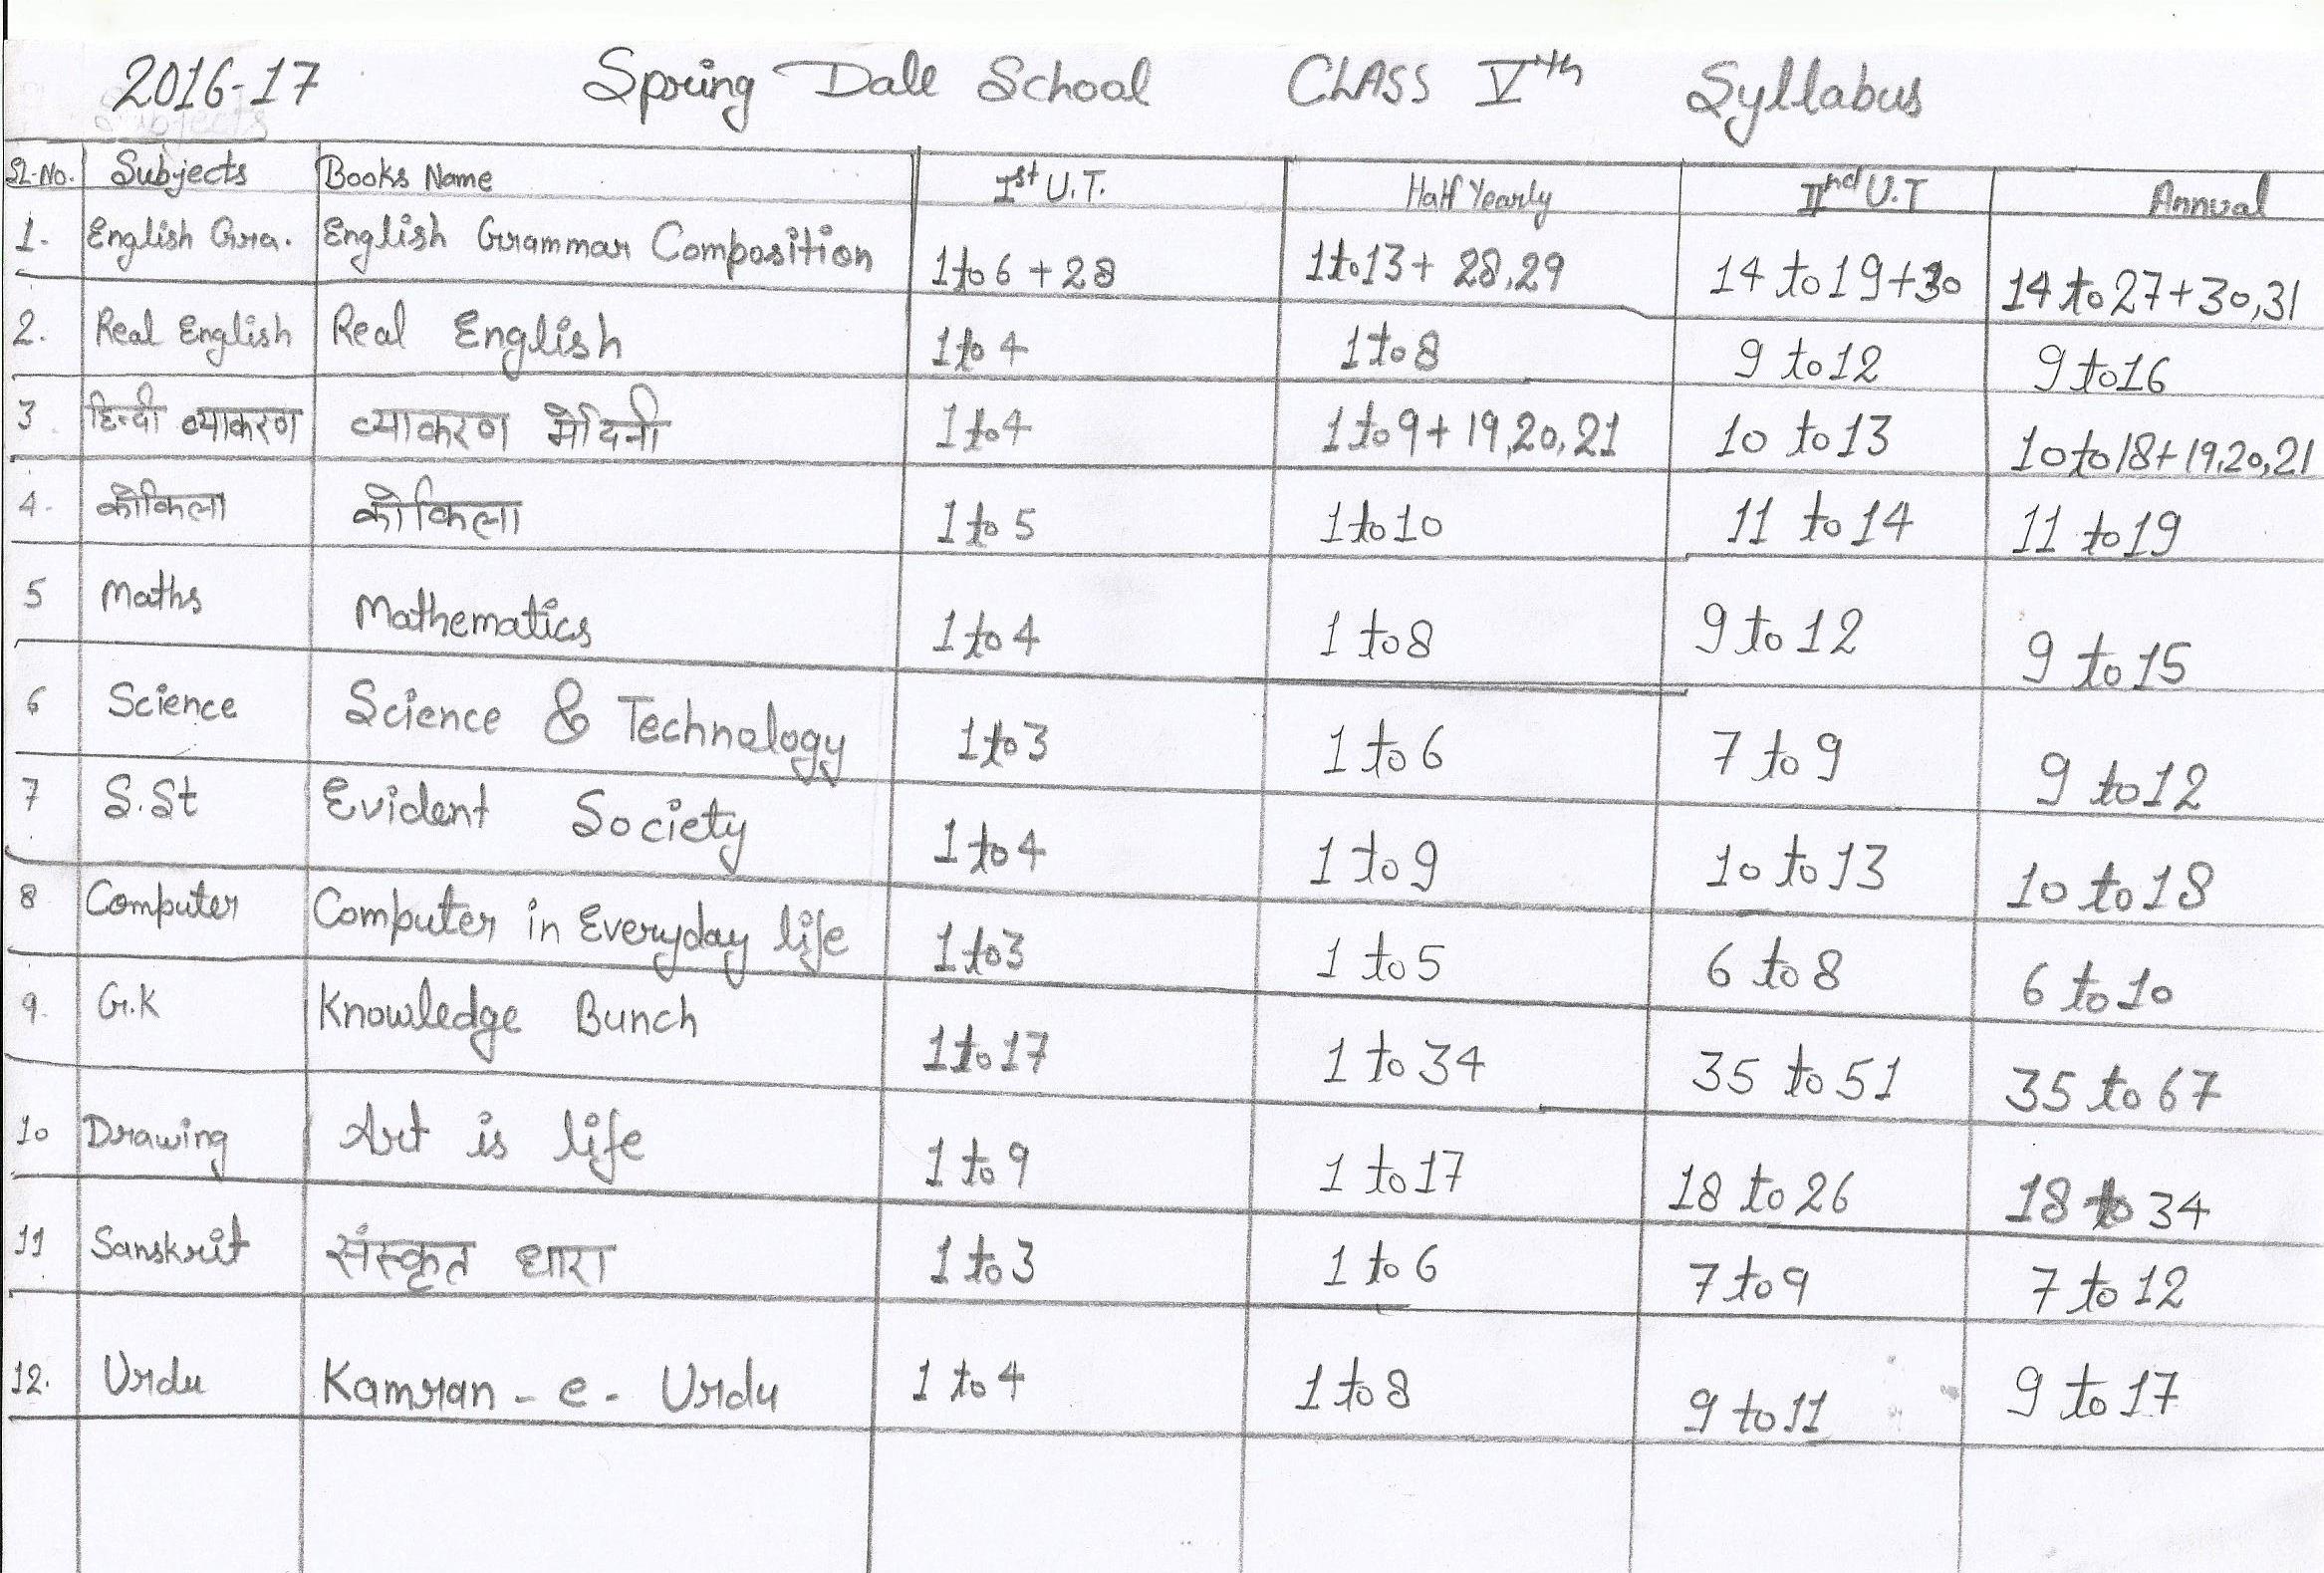 2016-17 Spring Dale School CLASS Vth Syllabus
Sl.No. Subjects Books Name Ist U.T. Half Yearly IInd U.T Annual
1. English Gra. English Grammar Composition 1 to 6 + 28 1 to 13 + 28,29 14 to 19 + 30 14 to 27 + 30,31
2. Real English Real English 1 to 4 1 to 8 9 to 12 9 to 16
3 हिन्दी व्याकरण व्याकरण मेदिनी 1 to 4 1 to 9 + 19,20,21 10 to 13 10 to 18 + 19,20,21
4. कोकिला कोकिला 1 to 5 1 to 10 11 to 14 11 to 19
5 Maths Mathematics 1 to 4 1 to 8 9 to 12 9 to 15
6 Science Science & Technology 1 to 3 1 to 6 7 to 9 9 to 12
7 S.St Evident Society 1 to 4 1 to 9 10 to 13 10 to 18
8 Computer Computer in Everyday life 1 to 3 1 to 5 6 to 8 6 to 10
9. G.K Knowledge Bunch 1 to 17 1 to 34 35 to 51 35 to 67
10 Drawing Art is life 1 to 9 1 to 17 18 to 26 18 to 34
11 Sanskrit संस्कृत धारा 1 to 3 1 to 6 7 to 9 7 to 12
12. Urdu Kamran - e - Urdu 1 to 4 1 to 8 9 to 11 9 to 17